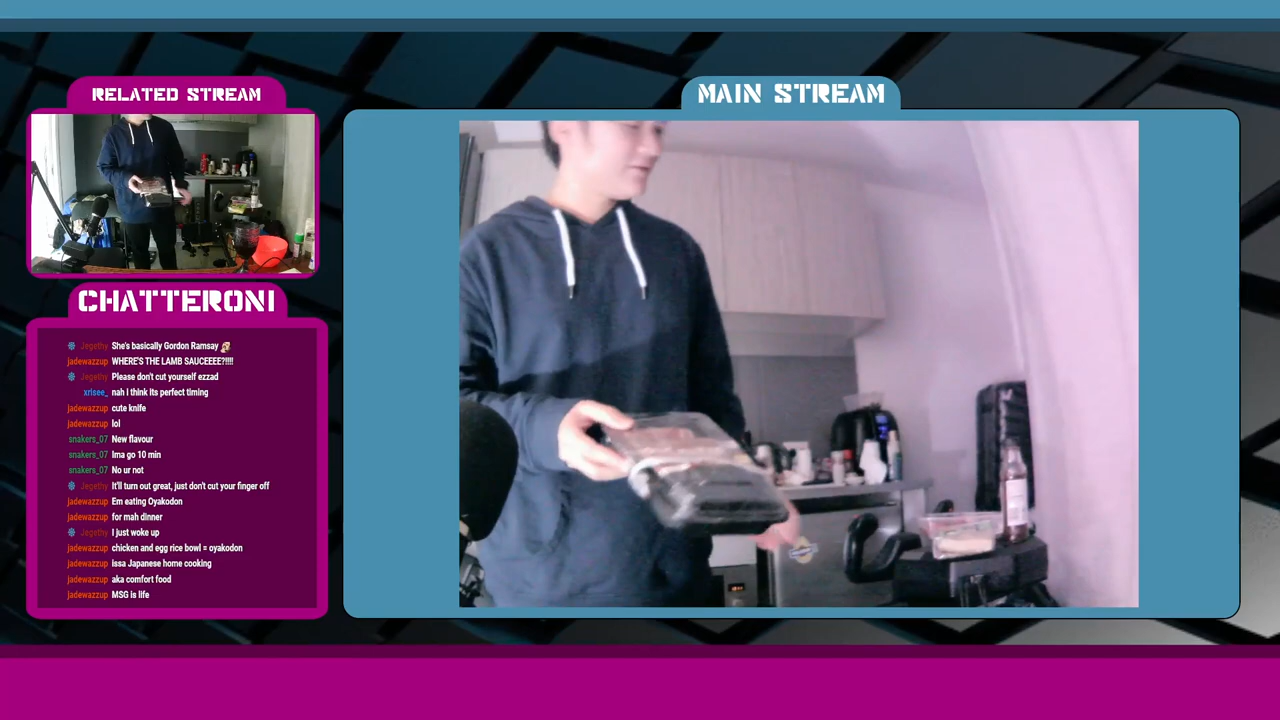 RELATED STREAM
MAIN STREAM
CHATTERONI
Jegethy She's basically Gordon Ramsay
jadewazzup WHERE'S THE LAMB SAUCEEEE?!!!!
Jegethy Please don't cut yourself ezzad
xrisee_ nah i think its perfect timing
jadewazzup cute knife
jadewazzup lol
snakers_07 New flavour
snakers_07 Ima go 10 min
snakers_07 No ur not
Jegethy It'll turn out great, just don't cut your finger off
jadewazzup Em eating Oyakodon
jadewazzup for mah dinner
Jegethy I just woke up
jadewazzup chicken and egg rice bowl = oyakodon
jadewazzup issa Japanese home cooking
jadewazzup aka comfort food
jadewazzup MSG is life